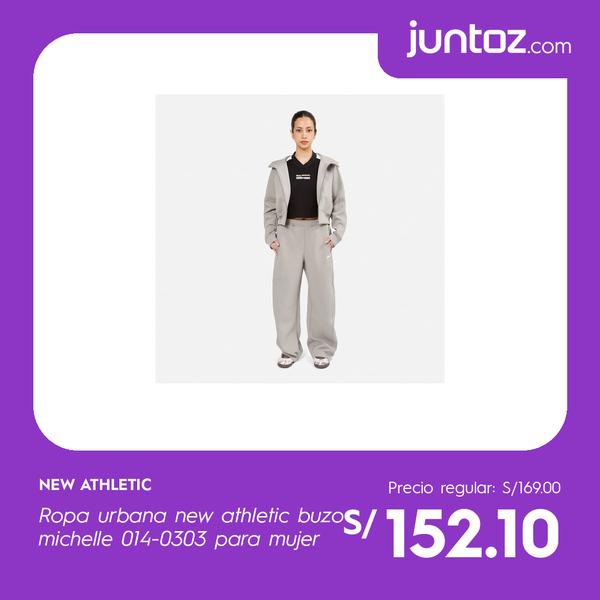 juntoz.com
NEW ATHLETIC
Ropa urbana new athletic buzo
michelle 014-0303 para mujer
Precio regular: S/169.00
S/152.10